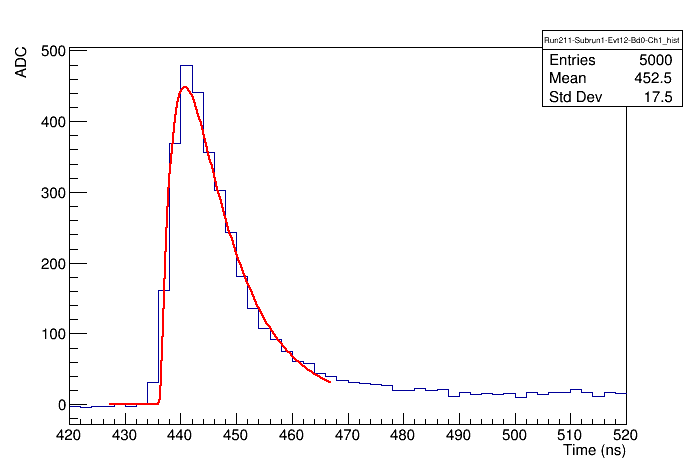 Run211-Subrun1-Evt12-Bd0-Ch1_hist
Entries 5000
Mean 452.5
Std Dev 17.5
ADC
500
400
300
200
100
0
420 430 440 450 460 470 480 490 500 510 520
Time (ns)